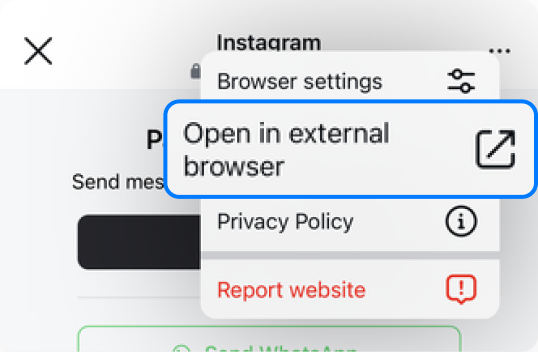 Instagram
Browser settings
Open in external
browser
Send mes
Privacy Policy
Report website
Send WhatsApp